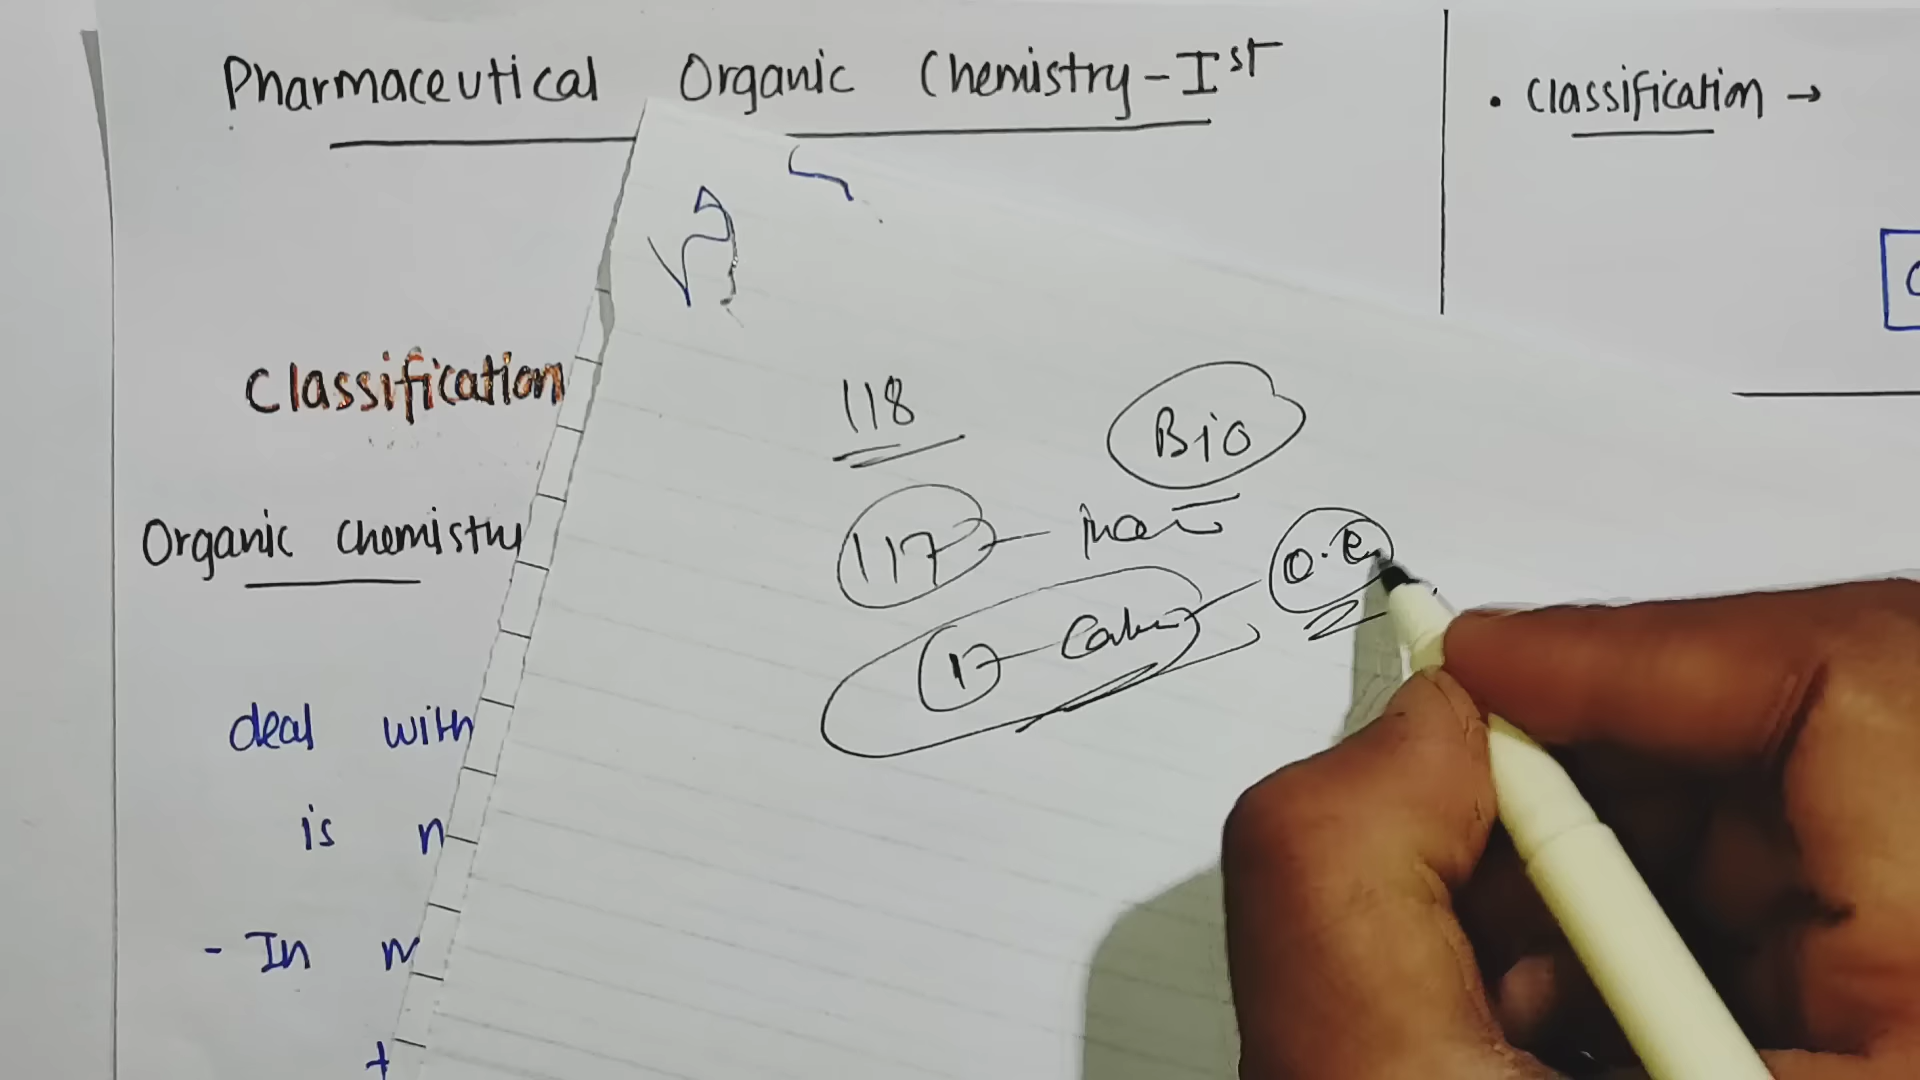 Pharmaceutical Organic Chemistry-Ist
• Classification →
Classification
118
Bio
Organic Chemistry
117
O.C
deal with
is
- In